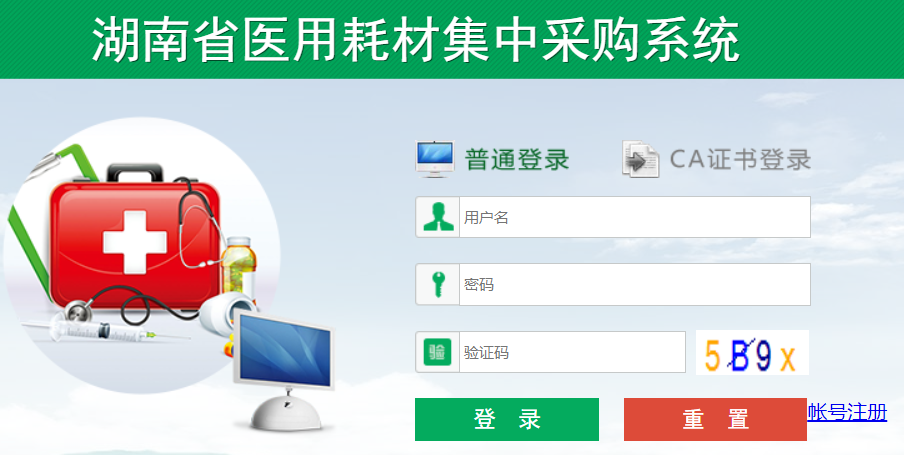 湖南省医用耗材集中采购系统
普通登录 CA证书登录
用户名
密码
验
验证码 5B9x
登 录 重 置 帐号注册